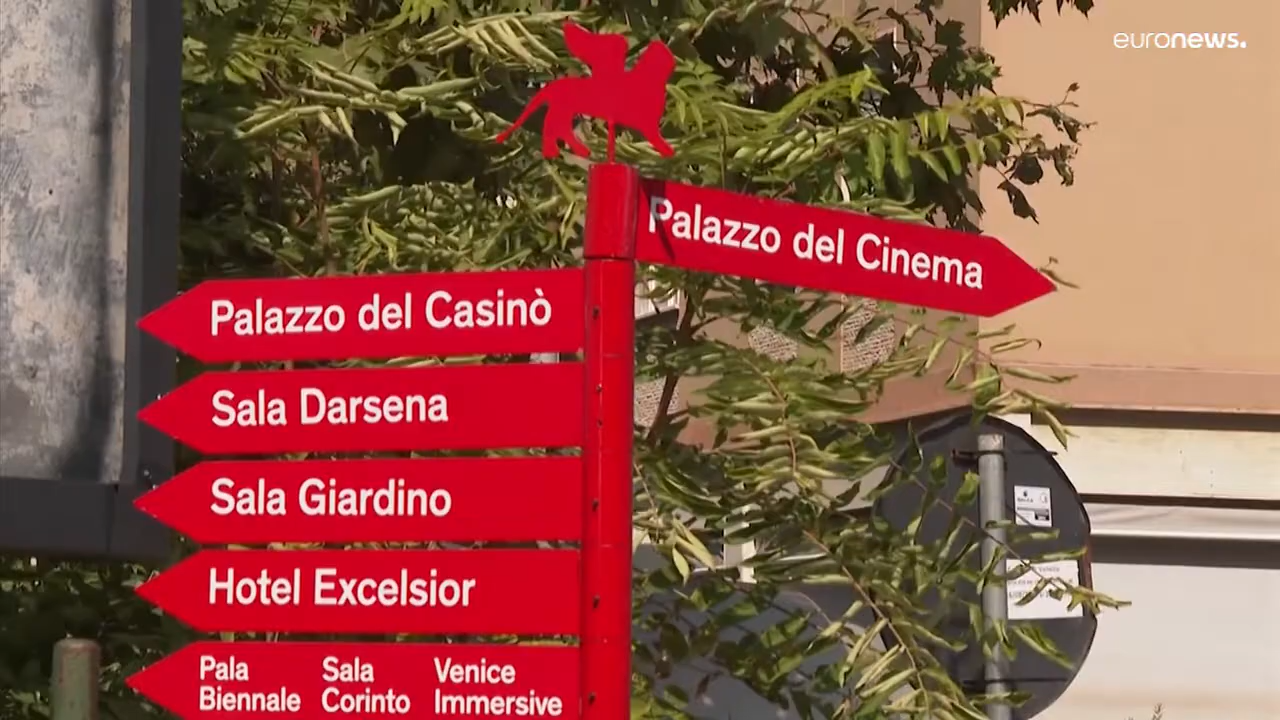 euronews.
Palazzo del Cinema
Palazzo del Casinò
Sala Darsena
Sala Giardino
Hotel Excelsior
Pala Sala Venice
Biennale Corinto Immersive